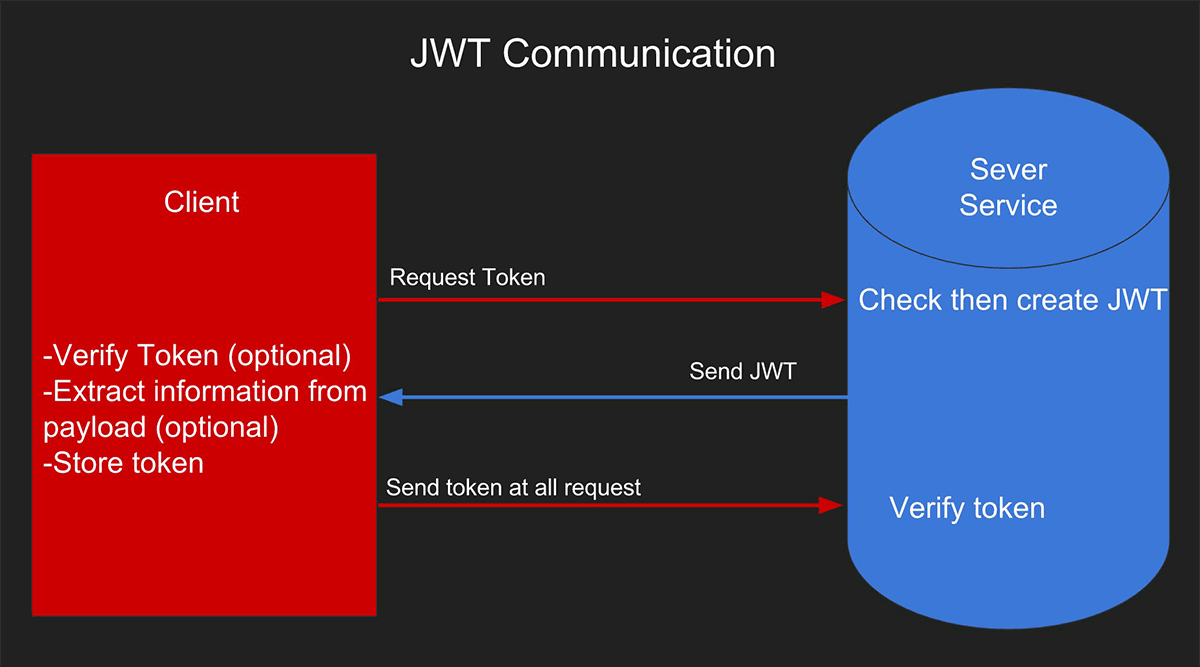 JWT Communication
Client
-Verify Token (optional)
-Extract information from
payload (optional)
-Store token
Request Token
Send JWT
Send token at all request
Sever
Service
Check then create JWT
Verify token